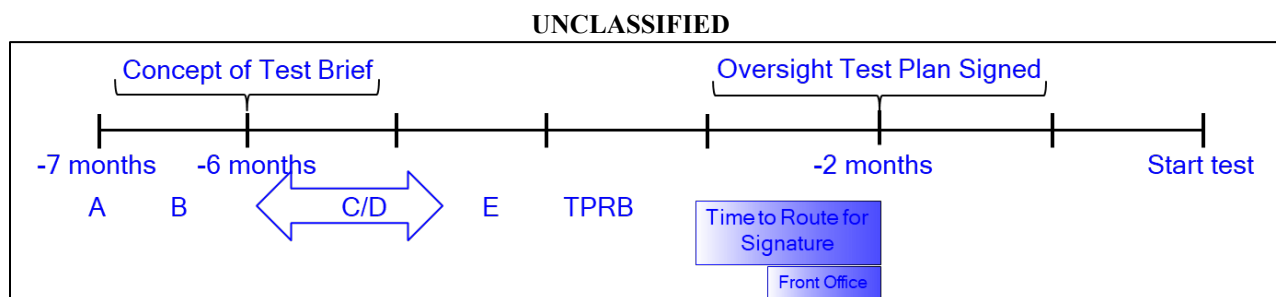 UNCLASSIFIED
Concept of Test Brief
Oversight Test Plan Signed
-7 months
-6 months
-2 months
Start test
A
B
C/D
E
TPRB
Time to Route for
Signature
Front Office